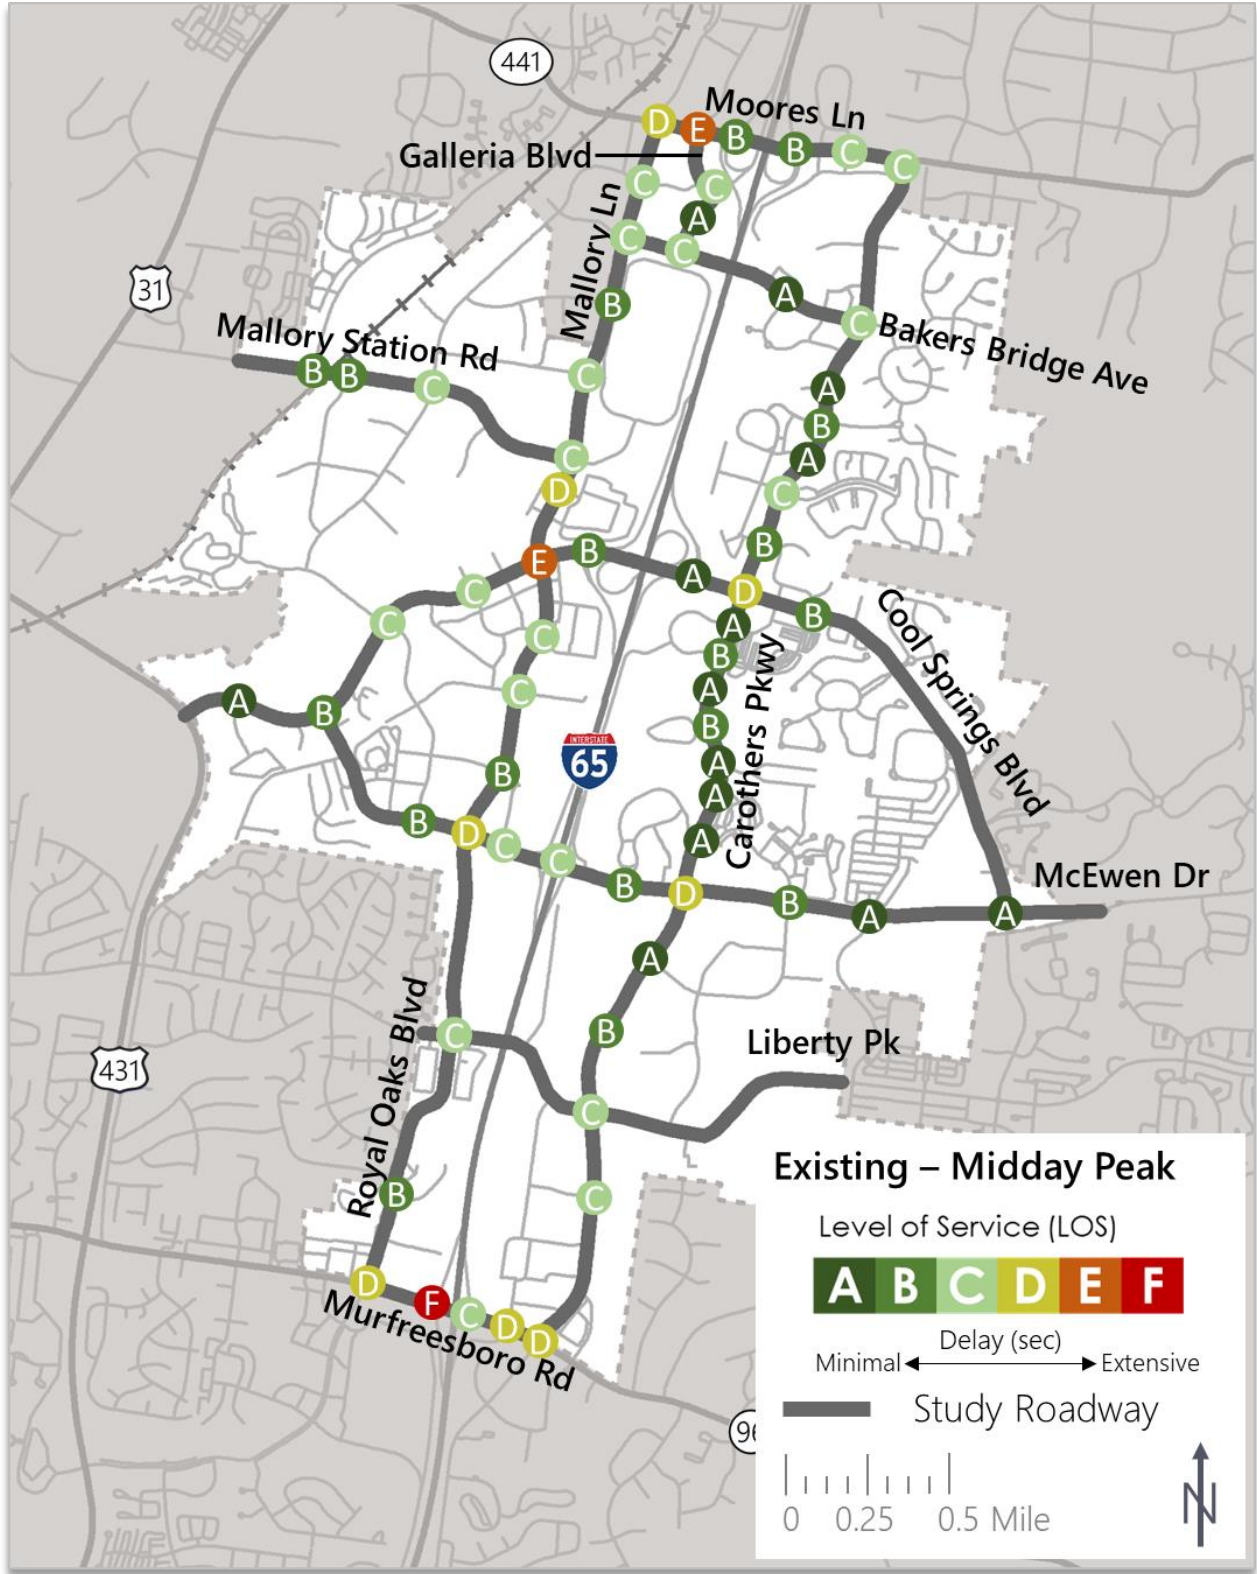 441
Moores Ln
D
E
B
B
C
C
Galleria Blvd
C
C
A
Mallory Ln
C
C
31
A
B
C
Bakers Bridge Ave
Mallory Station Rd
B
B
C
C
A
B
A
C
C
D
B
E
B
A
D
Cool Springs Blvd
C
B
C
A
C
B
Carothers Pkwy
C
A
A
B
B
INTERSTATE
65
A
B
A
A
B
D
C
C
B
D
B
A
A
McEwen Dr
A
Royal Oaks Blvd
C
B
Liberty Pk
431
C
B
C
D
F
C
D
D
Murfreesboro Rd
Existing – Midday Peak
Level of Service (LOS)
A B C D E F
Delay (sec)
Minimal Extensive
Study Roadway
0 0.25 0.5 Mile
N